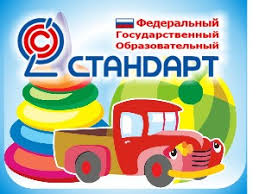 Федеральный
Государственный
Образовательный
СТАНДАРТ